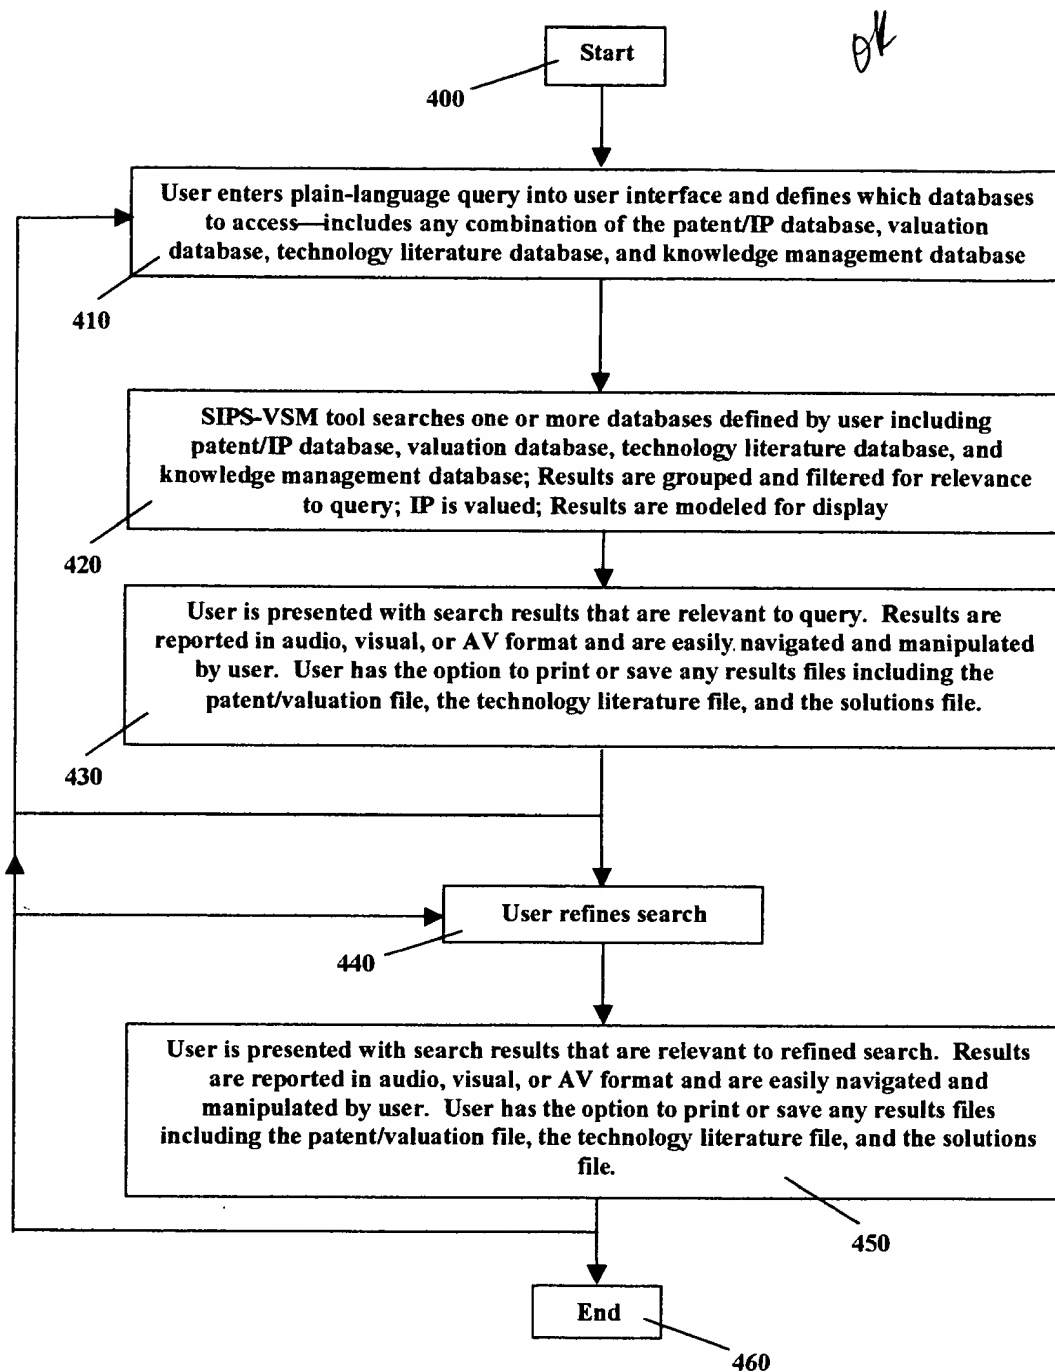 ok
Start
400
User enters plain-language query into user interface and defines which databases
to access—includes any combination of the patent/IP database, valuation
database, technology literature database, and knowledge management database
410
SIPS-VSM tool searches one or more databases defined by user including
patent/IP database, valuation database, technology literature database, and
knowledge management database; Results are grouped and filtered for relevance
to query; IP is valued; Results are modeled for display
420
User is presented with search results that are relevant to query. Results are
reported in audio, visual, or AV format and are easily navigated and manipulated
by user. User has the option to print or save any results files including the
patent/valuation file, the technology literature file, and the solutions file.
430
User refines search
440
User is presented with search results that are relevant to refined search. Results
are reported in audio, visual, or AV format and are easily navigated and
manipulated by user. User has the option to print or save any results files
including the patent/valuation file, the technology literature file, and the solutions
file.
450
End
460